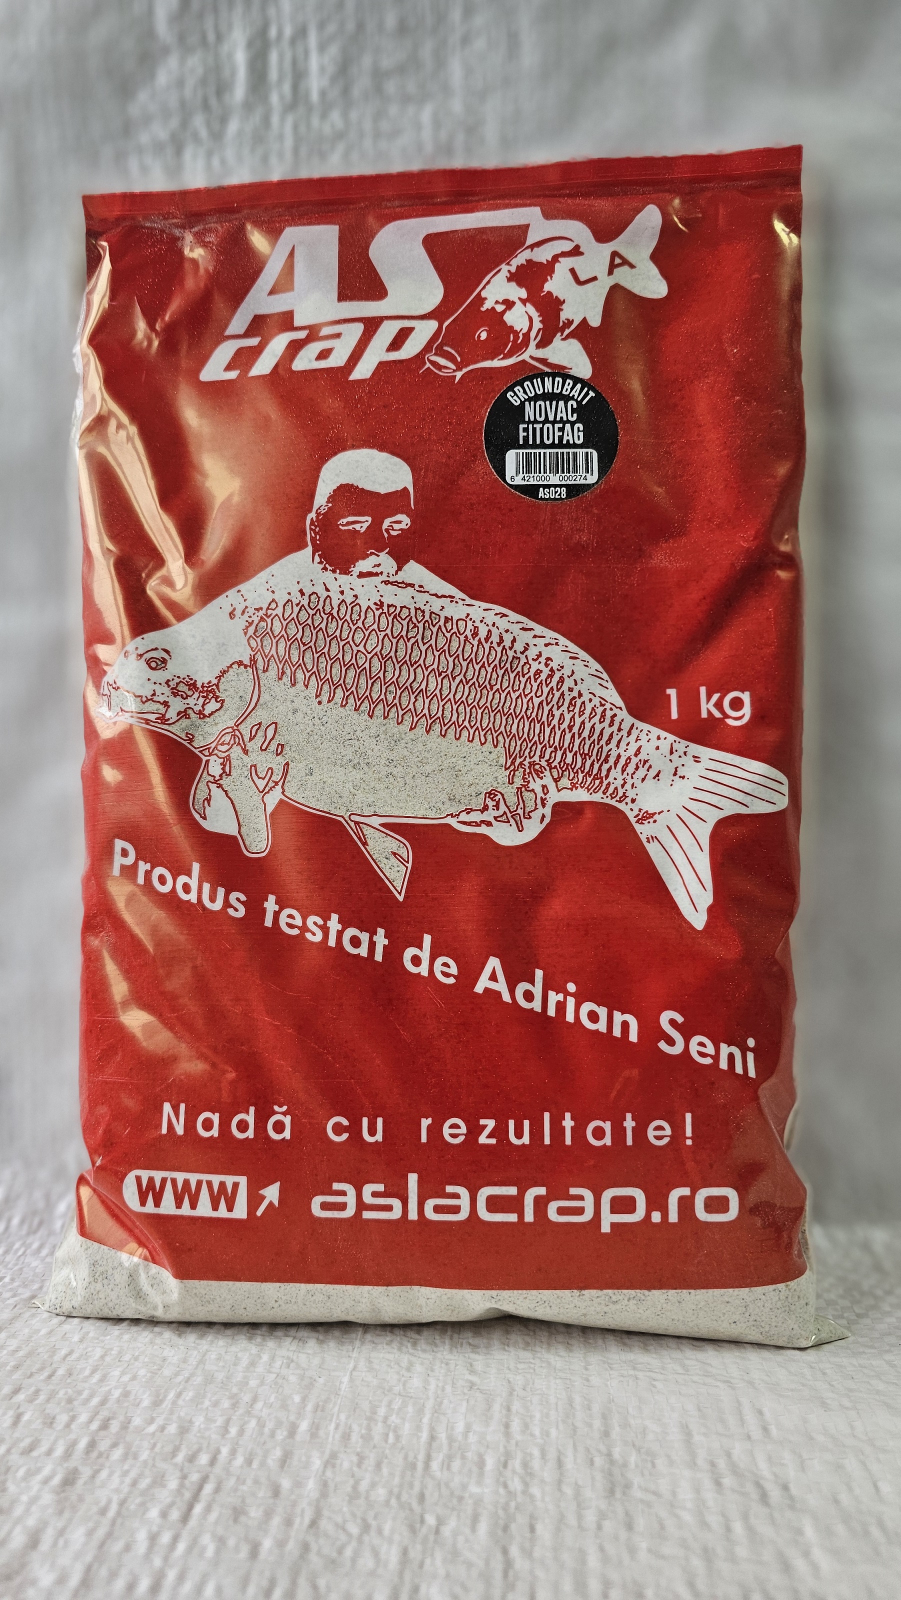 AS
LA
crap
GROUNDBAIT
NOVAC
FITOFAG
6 421000 000274
As028
1 kg
Produs testat de Adrian Seni
Nadă cu rezultate!
WWW aslacrap.ro